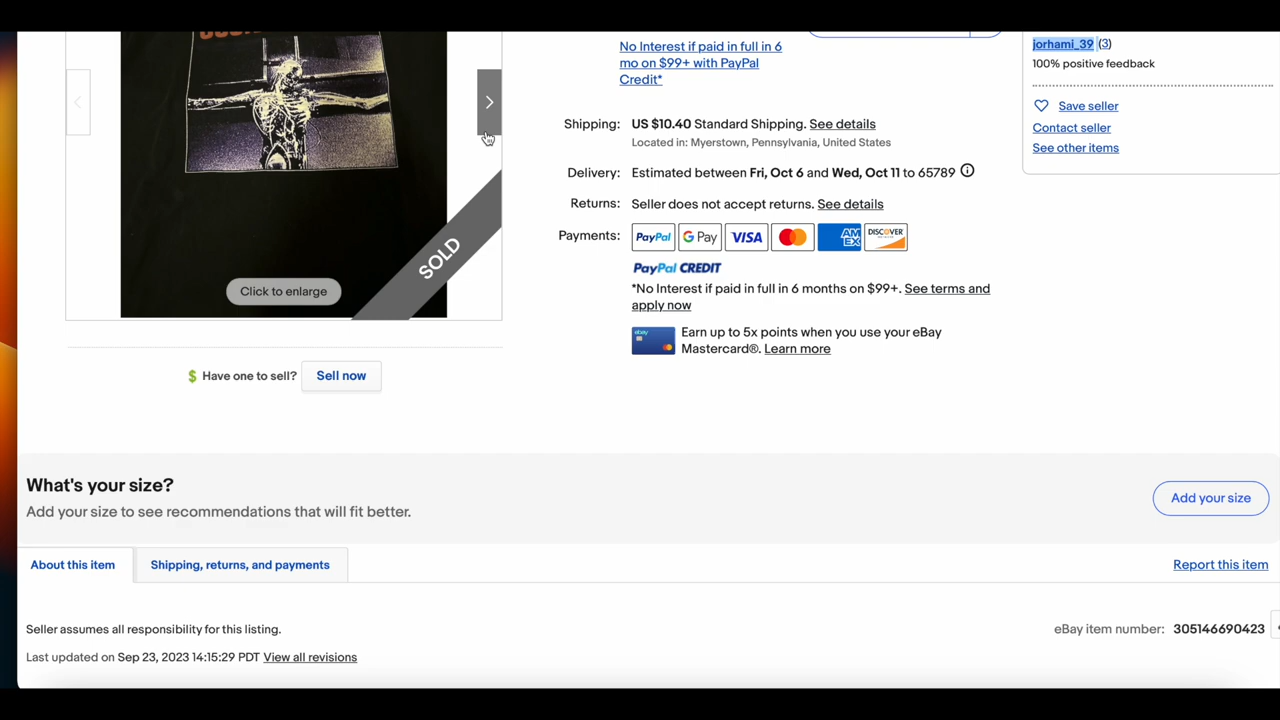 No Interest if paid in full in 6
mo on $99+ with PayPal
Credit*
jorhami_39 (3)
100% positive feedback
Save seller
Contact seller
See other items
Shipping: US $10.40 Standard Shipping. See details
Located in: Myerstown, Pennsylvania, United States
Delivery: Estimated between Fri, Oct 6 and Wed, Oct 11 to 65789
Returns: Seller does not accept returns. See details
Payments: PayPal G Pay VISA AM EX DISCOVER
PayPal CREDIT
*No Interest if paid in full in 6 months on $99+. See terms and
apply now
ebay
Earn up to 5x points when you use your eBay
Mastercard®. Learn more
SOLD
Click to enlarge
Have one to sell? Sell now
What's your size?
Add your size to see recommendations that will fit better.
Add your size
About this item
Shipping, returns, and payments
Report this item
Seller assumes all responsibility for this listing.
eBay item number: 305146690423
Last updated on Sep 23, 2023 14:15:29 PDT View all revisions